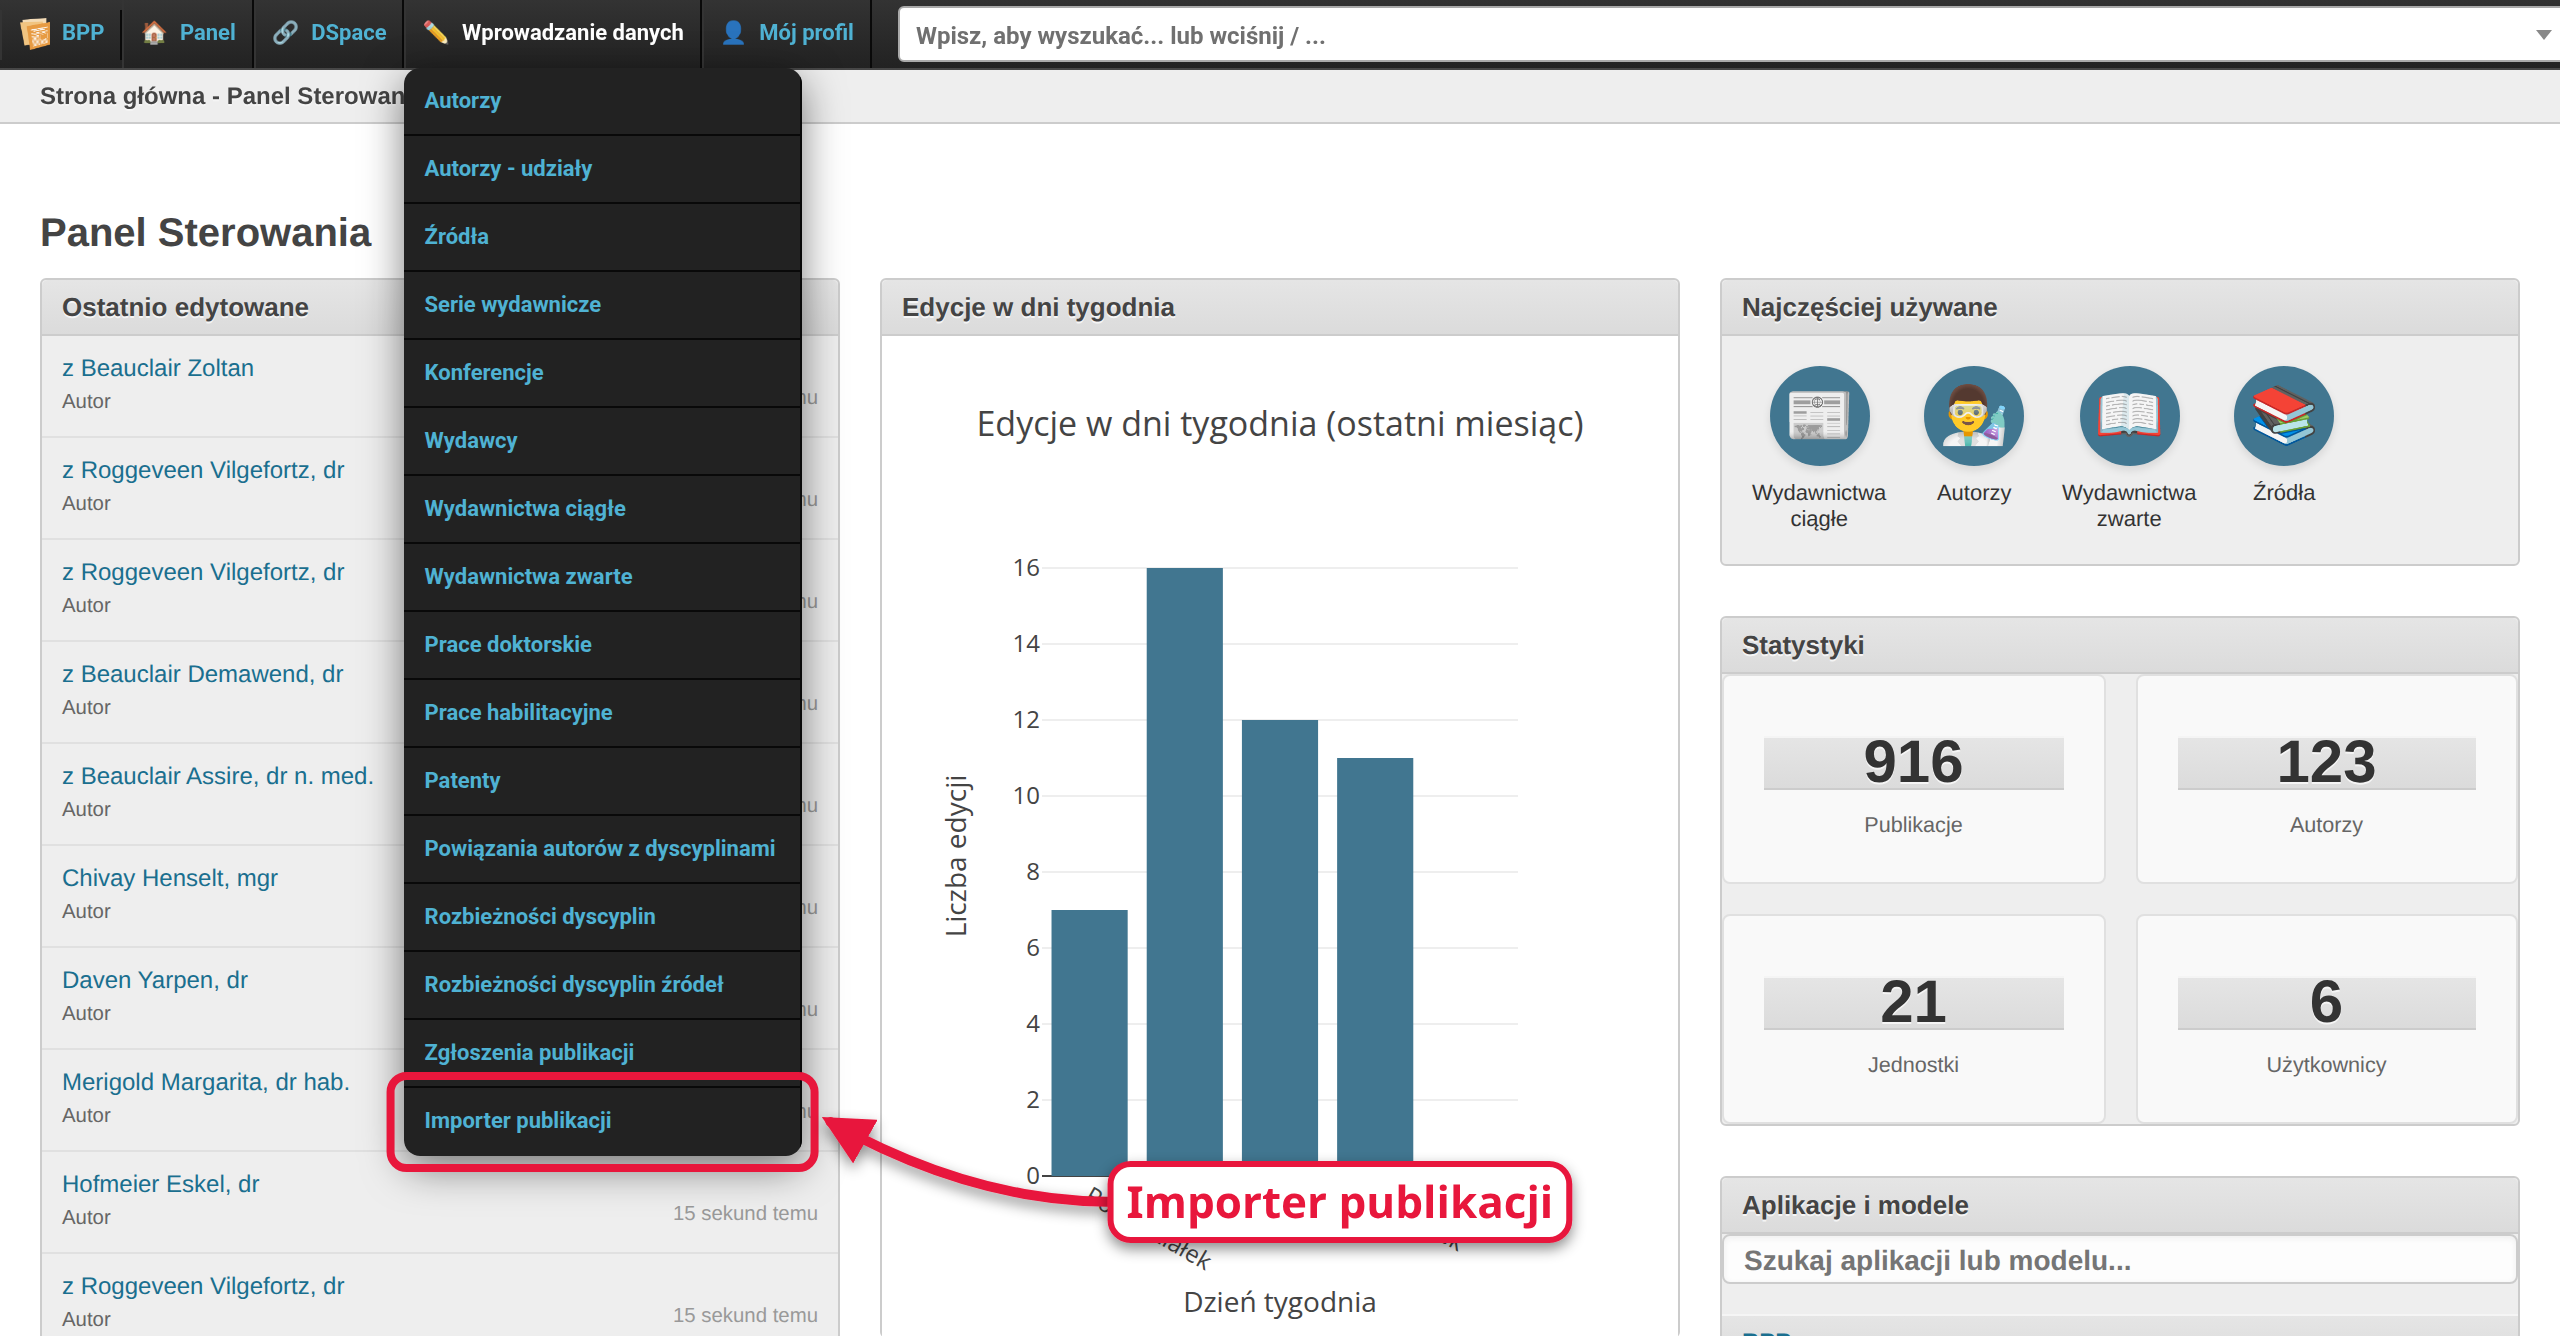 BPP
Panel
DSpace
Wprowadzanie danych
Mój profil
Wpisz, aby wyszukać... lub wciśnij / ...
Strona główna - Panel
Autorzy
Autorzy - udziały
Źródła
Serie wydawnicze
Konferencje
Wydawcy
Wydawnictwa ciągłe
Wydawnictwa zwarte
Prace doktorskie
Prace habilitacyjne
Patenty
Powiązania autorów z dyscyplinami
Rozbieżności dyscyplin
Rozbieżności dyscyplin źródeł
Zgłoszenia publikacji
Importer publikacji
Panel Sterowania
Ostatnio edytowane
z Beauclair Zoltan
Autor
z Roggeveen Vilgefortz, dr
Autor
z Roggeveen Vilgefortz, dr
Autor
z Beauclair Demawend, dr
Autor
z Beauclair Assire, dr n. med.
Autor
Chivay Henselt, mgr
Autor
Daven Yarpen, dr
Autor
Merigold Margarita, dr hab.
Autor
Hofmeier Eskel, dr
Autor
15 sekund temu
z Roggeveen Vilgefortz, dr
Autor
15 sekund temu
Edycje w dni tygodnia
Edycje w dni tygodnia (ostatni miesiąc)
Liczba edycji
16
14
12
10
8
6
4
2
0
Importer publikacji
Dzień tygodnia
Najczęściej używane
Wydawnictwa
ciągłe
Autorzy
Wydawnictwa
zwarte
Źródła
Statystyki
916
Publikacje
123
Autorzy
21
Jednostki
6
Użytkownicy
Aplikacje i modele
Szukaj aplikacji lub modelu...